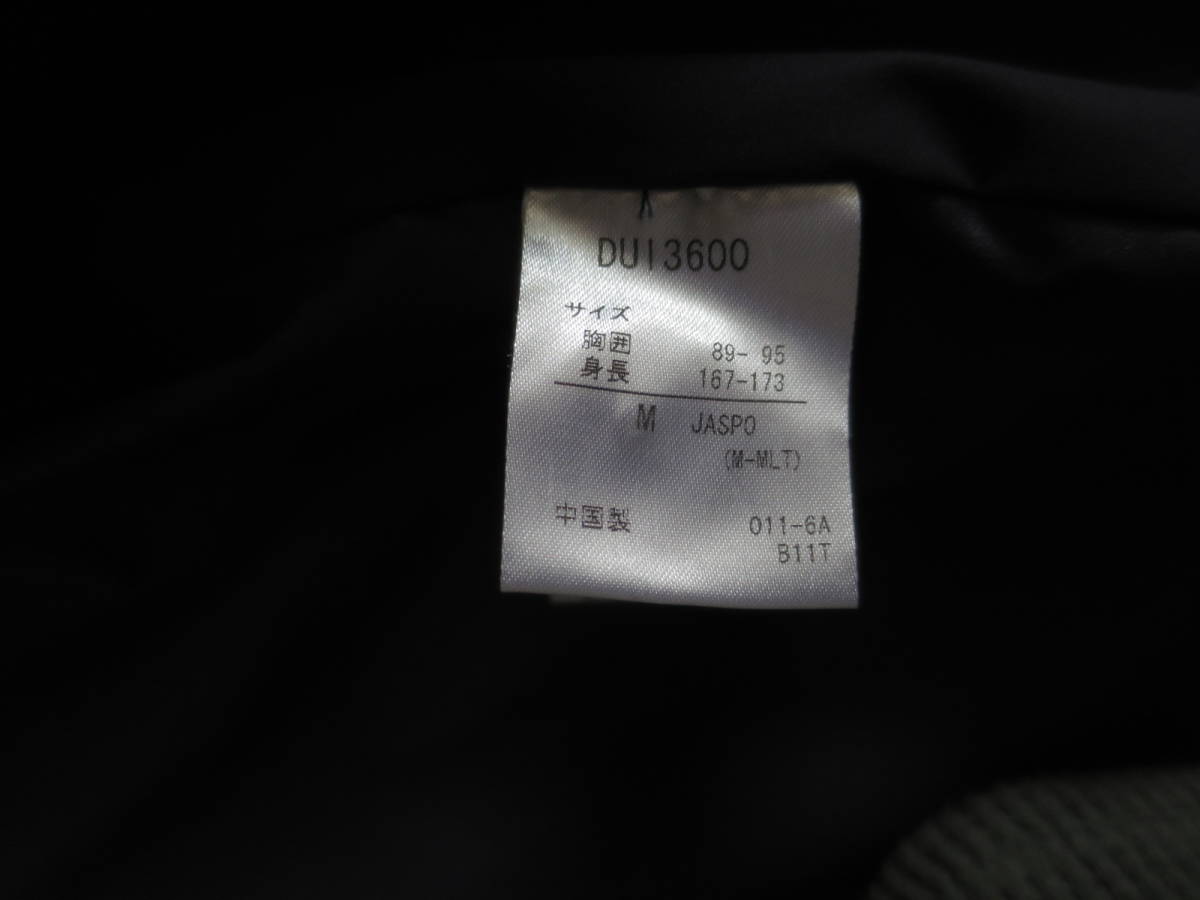 DUI3600
サイズ
胸囲 89- 95
身長 167-173
M JASPO
(M-MLT)
中国製 011-6A
B11T